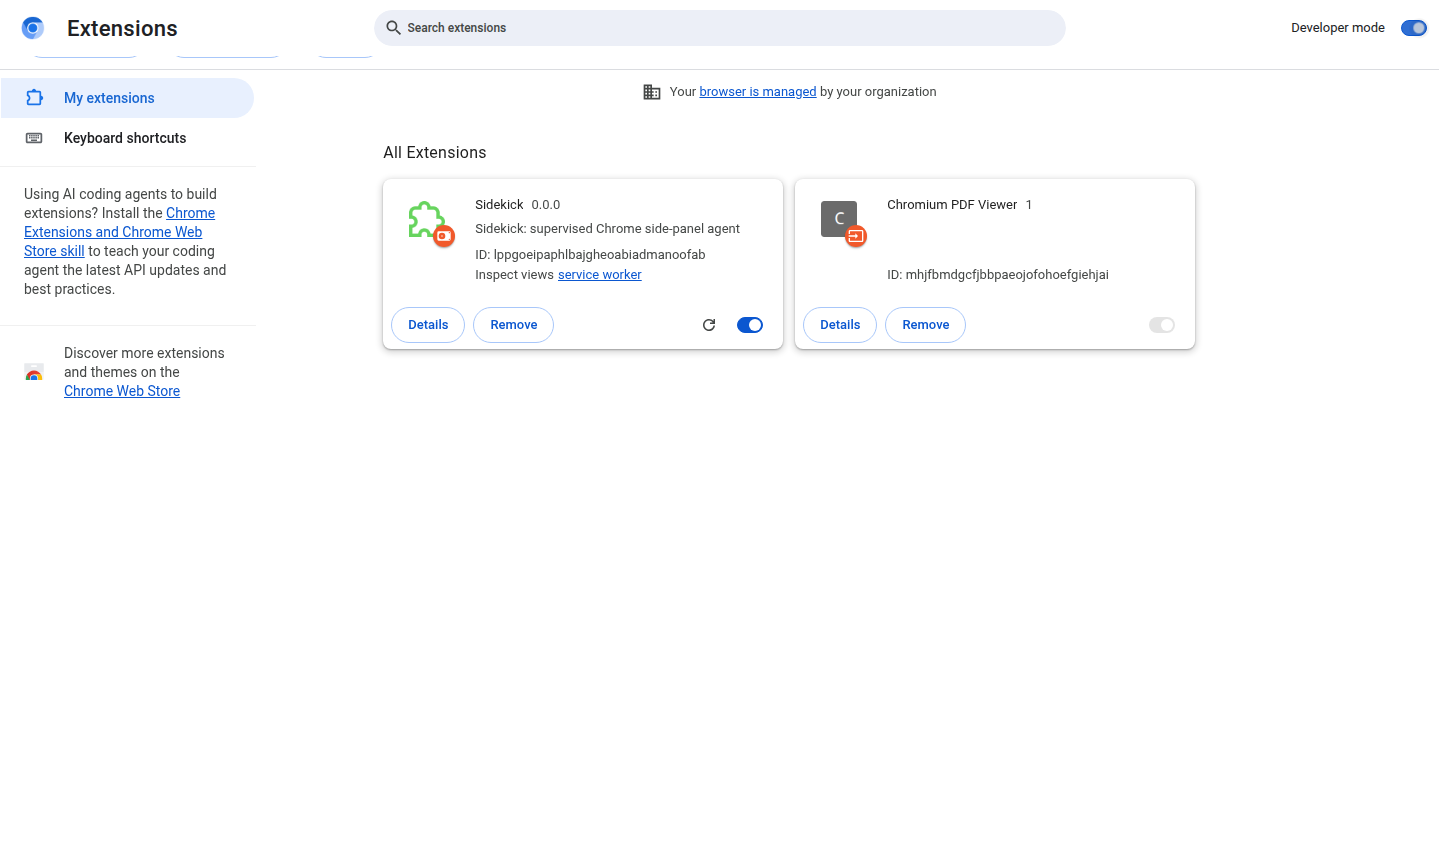 Extensions
Search extensions
Developer mode
My extensions
Keyboard shortcuts
Using AI coding agents to build
extensions? Install the Chrome
Extensions and Chrome Web
Store skill to teach your coding
agent the latest API updates and
best practices.
Discover more extensions
and themes on the
Chrome Web Store
Your browser is managed by your organization
All Extensions
Sidekick 0.0.0
Sidekick: supervised Chrome side-panel agent
ID: lppgoeipaphlbajgheoabiadmanoofab
Inspect views service worker
Details
Remove
C
Chromium PDF Viewer 1
ID: mhjfbmdgcfjbbpaeojofohoefgiehjai
Details
Remove